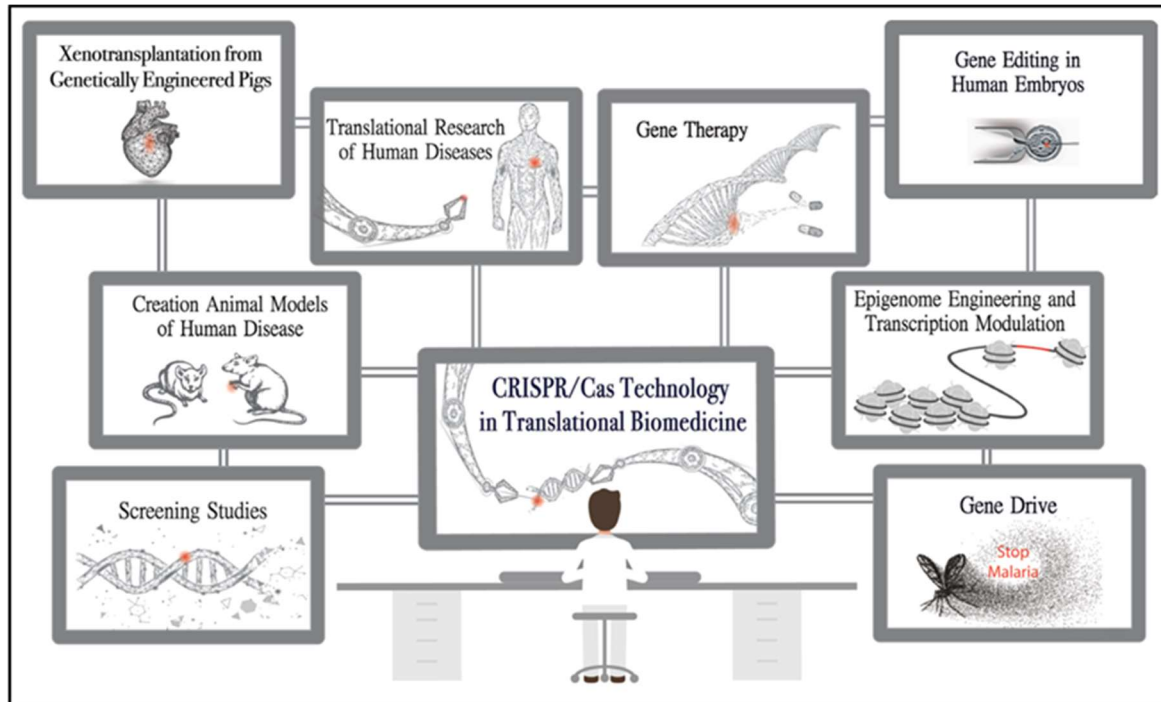 Xenotransplantation from
Genetically Engineered Pigs
Translational Research
of Human Diseases
Gene Therapy
Gene Editing in
Human Embryos
Creation Animal Models
of Human Disease
CRISPR/Cas Technology
in Translational Biomedicine
Epigenome Engineering and
Transcription Modulation
Screening Studies
Gene Drive
Stop
Malaria